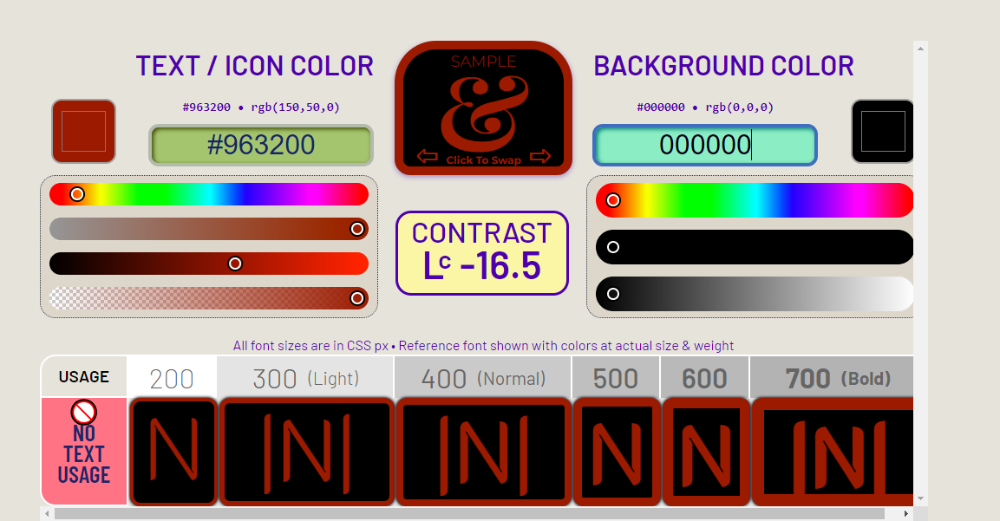 TEXT / ICON COLOR
#963200 • rgb(150,50,0)
#963200
SAMPLE
&
Click To Swap
BACKGROUND COLOR
#000000 • rgb(0,0,0)
000000
CONTRAST
Lc -16.5
All font sizes are in CSS px • Reference font shown with colors at actual size & weight
USAGE 200 300 (Light) 400 (Normal) 500 600 700 (Bold)
NO
TEXT
USAGE
N |N| |N| N N |N|